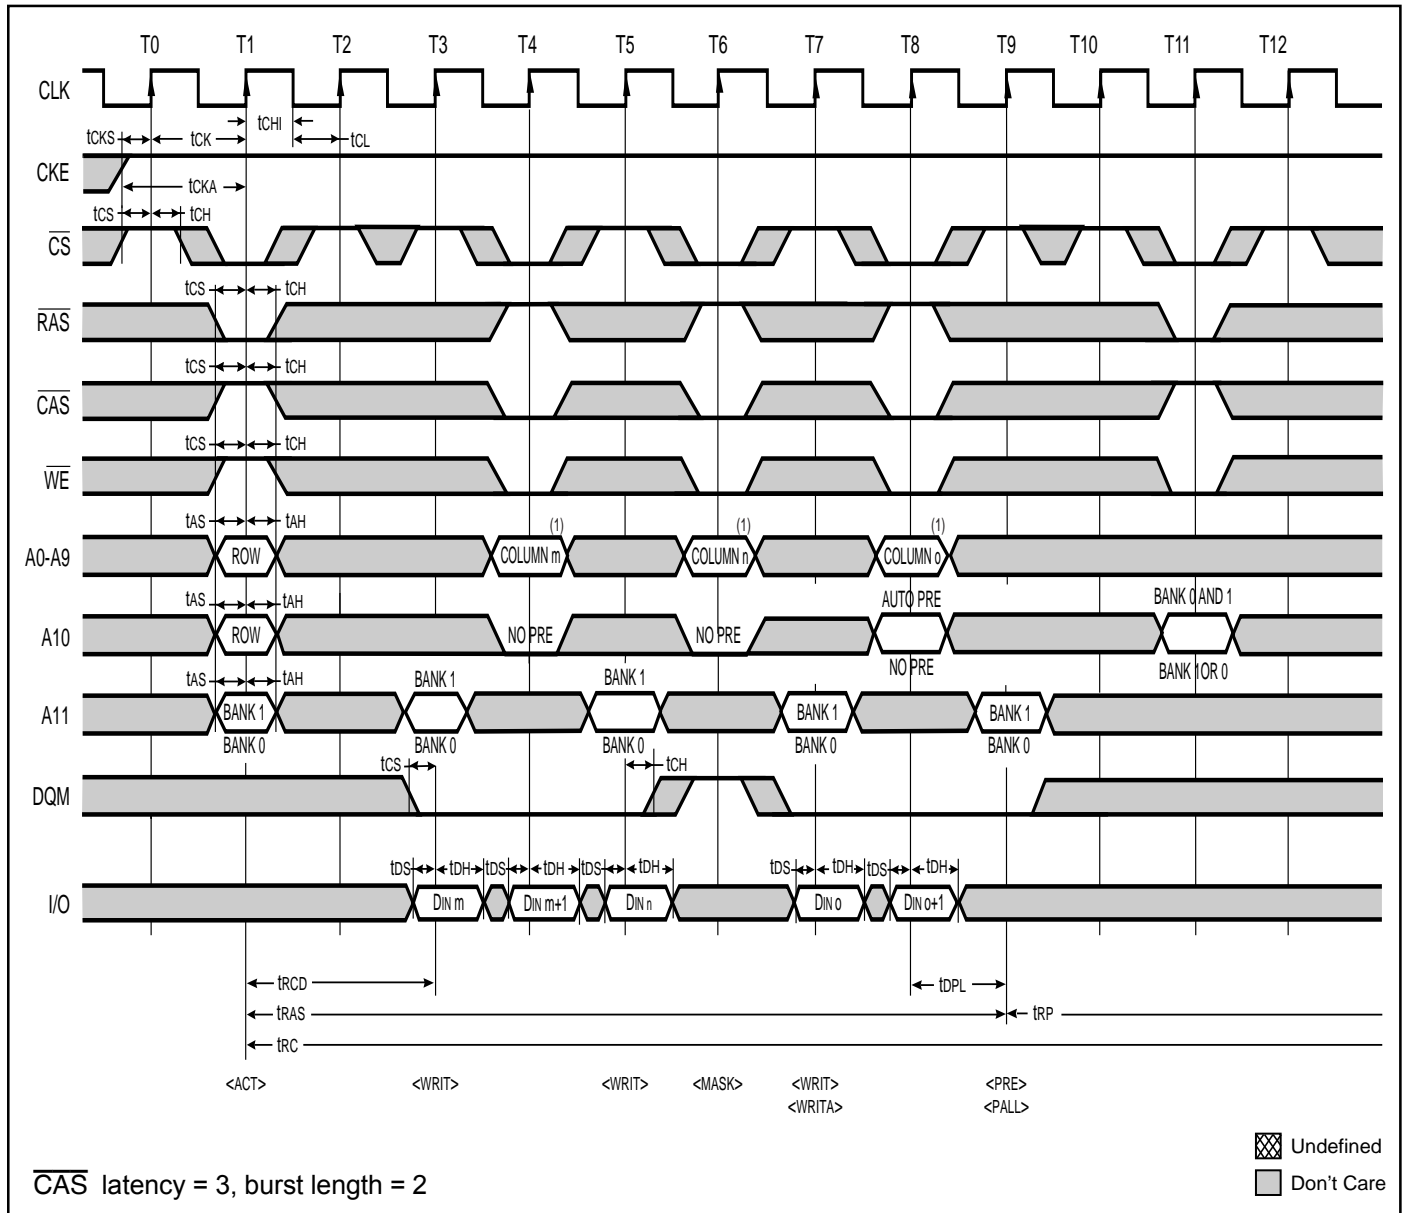 T0 T1 T2 T3 T4 T5 T6 T7 T8 T9 T10 T11 T12
CLK
tCHI
tCKS tCK tCL
CKE
tCKA
tCS tCH
CS
tCS tCH
RAS
tCS tCH
CAS
tCS tCH
WE
tAS tAH (1) (1) (1)
A0-A9 ROW COLUMN m COLUMN n COLUMN o
tAS tAH AUTO PRE BANK 0 AND 1
A10 ROW NO PRE NO PRE
NO PRE BANK 1 OR 0
tAS tAH BANK 1 BANK 1
A11 BANK 1 BANK 1 BANK 1
BANK 0 BANK 0 BANK 0 BANK 0 BANK 0
tCS tCH
DQM
tDS tDH tDS tDH tDS tDH tDS tDH tDS tDH
I/O DIN m DIN m+1 DIN n DIN o DIN o+1
tRCD tDPL
tRAS tRP
tRC
<ACT> <WRIT> <WRIT> <MASK> <WRIT> <PRE>
<WRITA> <PALL>
Undefined
CAS latency = 3, burst length = 2 Don't Care